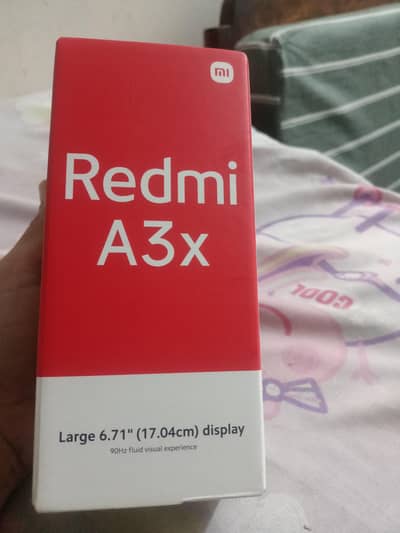 mi
Redmi
A3x
Large 6.71" (17.04cm) display
90Hz fluid visual experience